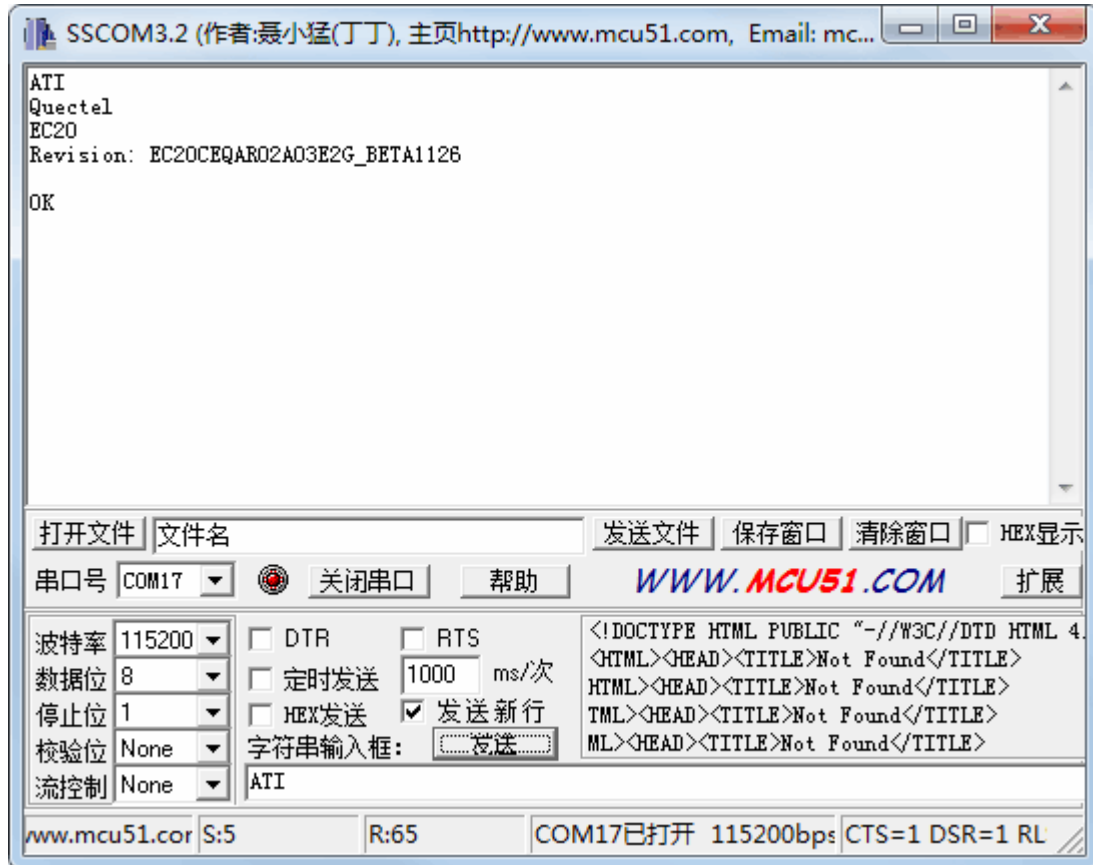 SSCOM3.2 (作者:聂小猛(丁丁), 主页http://www.mcu51.com,  Email: mc...
ATI
Quectel
EC20
Revision: EC20CEQAR02A03E2G_BETA1126
OK
打开文件 文件名 发送文件 保存窗口 清除窗口 HEX显示
串口号 COM17 关闭串口 帮助 WWW.MCU51.COM 扩展
波特率 115200 DTR RTS
数据位 8 定时发送 1000 ms/次
停止位 1 HEX发送 发送新行
校验位 None 字符串输入框: 发送
流控制 None ATI
<!DOCTYPE HTML PUBLIC "-//W3C//DTD HTML 4.
<HTML><HEAD><TITLE>Not Found</TITLE>
HTML><HEAD><TITLE>Not Found</TITLE>
TML><HEAD><TITLE>Not Found</TITLE>
ML><HEAD><TITLE>Not Found</TITLE>
/ww.mcu51.cor S:5 R:65 COM17已打开 115200bps CTS=1 DSR=1 RL